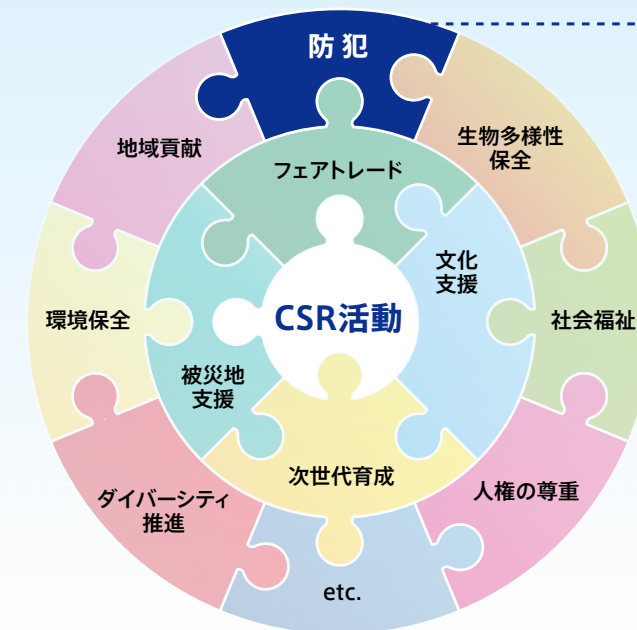 防犯
生物多様性
保全
地域貢献
フェアトレード
文化
支援
環境保全
CSR活動
社会福祉
被災地
支援
次世代育成
人権の尊重
ダイバーシティ
推進
etc.